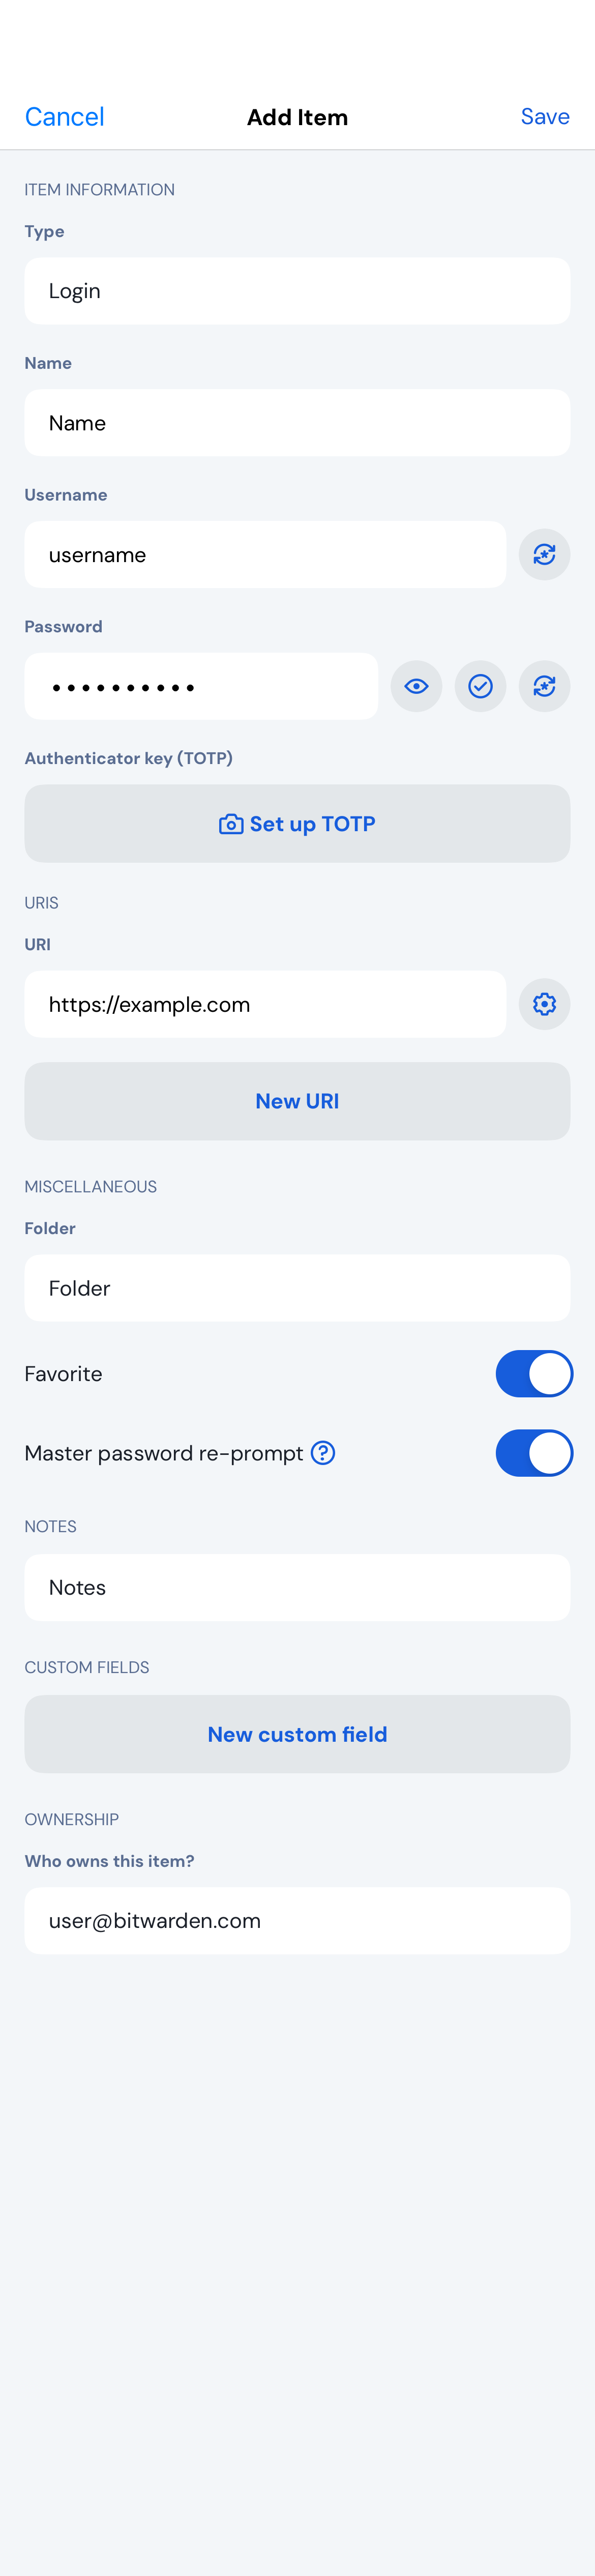 Cancel Add Item Save
ITEM INFORMATION
Type
Login
Name
Name
Username
username
Password
••••••••••
Authenticator key (TOTP)
Set up TOTP
URIS
URI
https://example.com
New URI
MISCELLANEOUS
Folder
Folder
Favorite
Master password re-prompt
NOTES
Notes
CUSTOM FIELDS
New custom field
OWNERSHIP
Who owns this item?
user@bitwarden.com